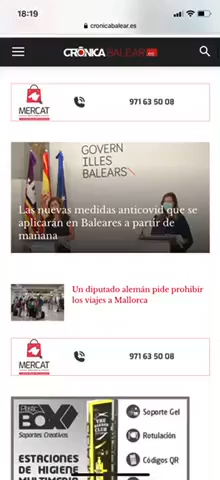 18:19
cronicabalear.es
CRÓNICA BALEAR.ES
MERCAT
971 63 50 08
GOVERN
ILLES
BALEARS
Las nuevas medidas anticovid que se
aplicarán en Baleares a partir de
mañana
Un diputado alemán pide prohibir
los viajes a Mallorca
MERCAT
971 63 50 08
BOX
Soportes Creativos
ESTACIONES
DE HIGIENE
MULTIMEDIA
Soporte Gel
Rotulación
Códigos QR